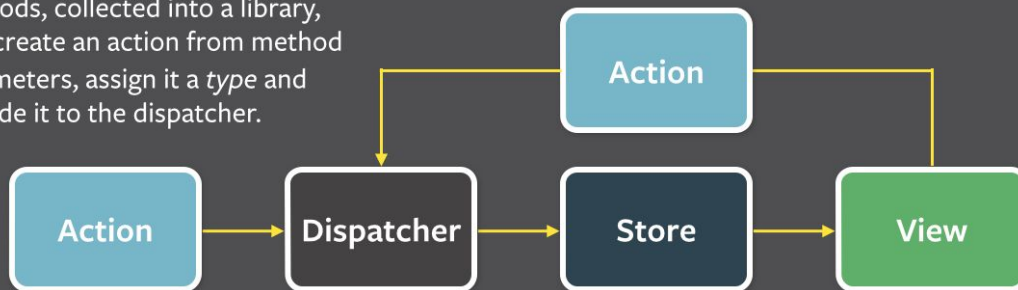 ods, collected into a library,
create an action from method
meters, assign it a type and
de it to the dispatcher.
Action
Action
Dispatcher
Store
View